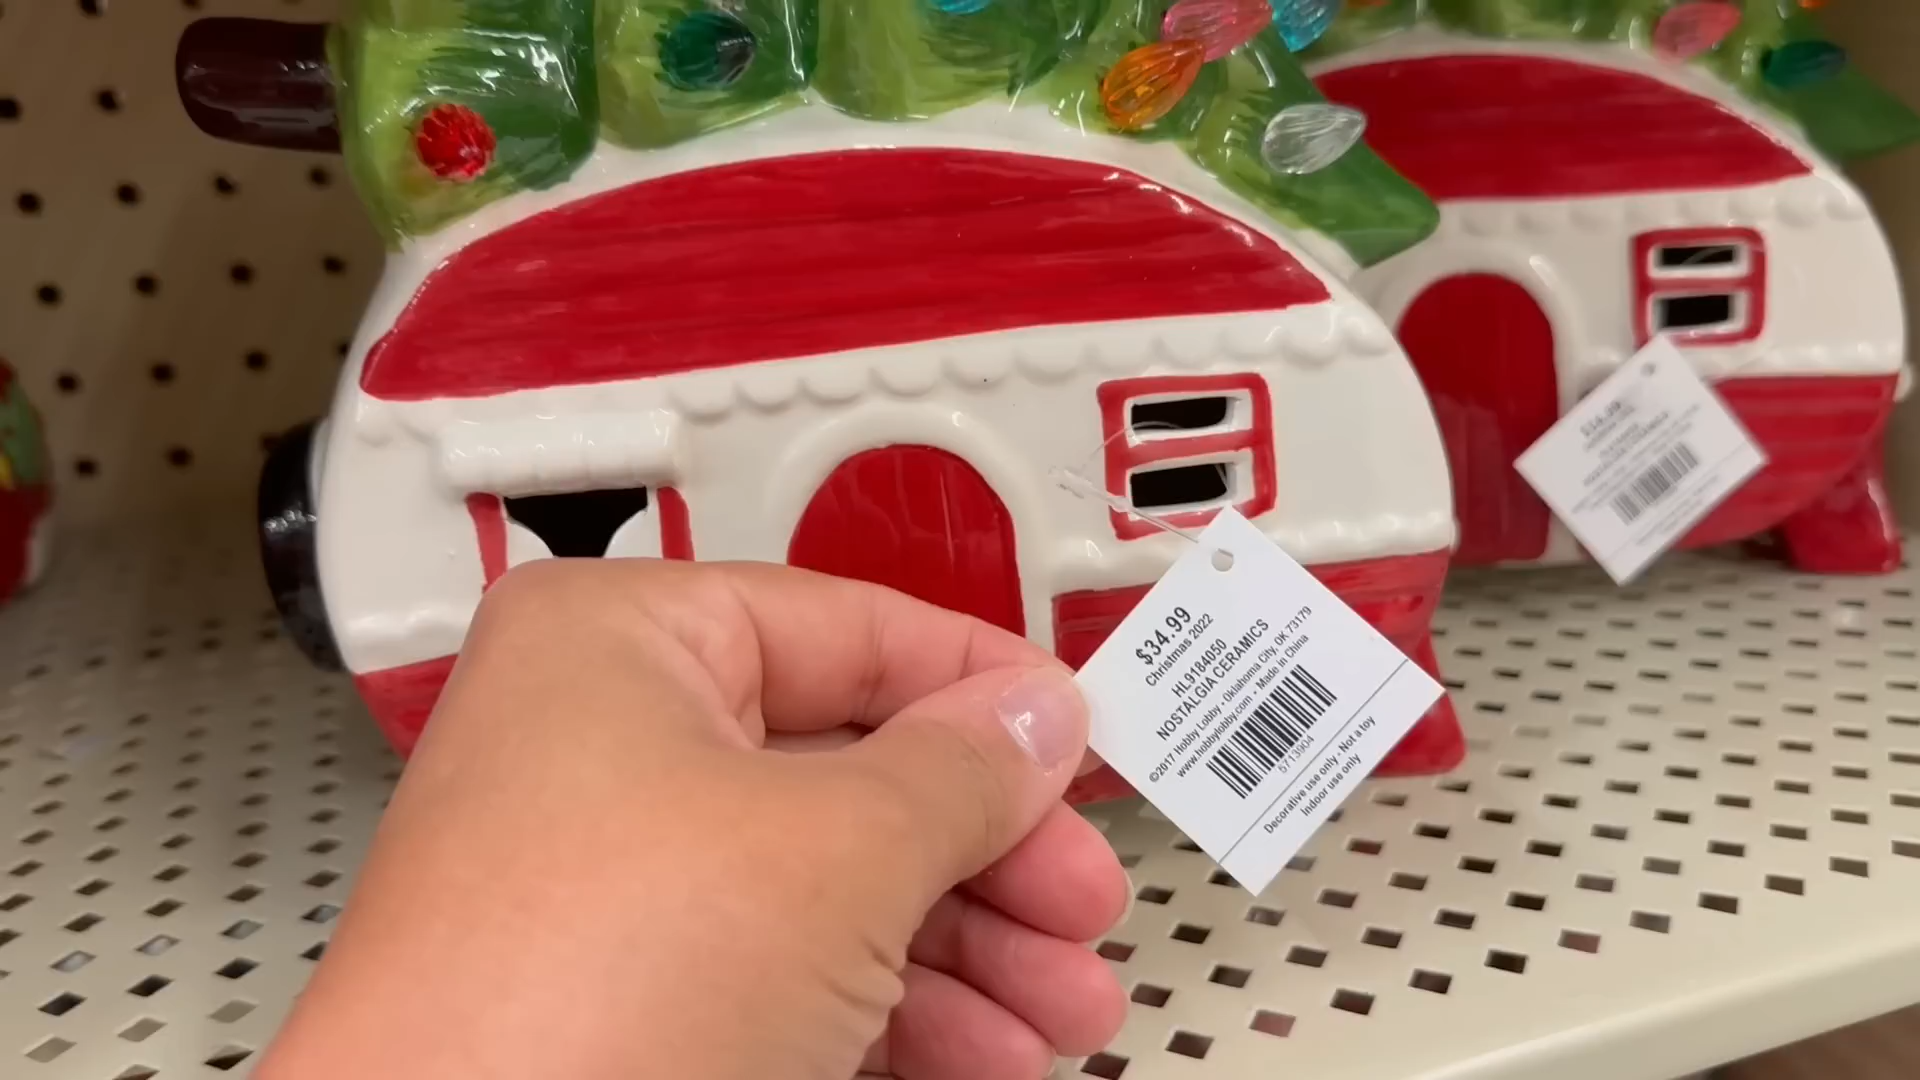 $34.99
Christmas 2022
HL9184050
NOSTALGIA CERAMICS
©2017 Hobby Lobby • Oklahoma City, OK 73179
www.hobbylobby.com • Made in China
5713904
Decorative use only • Not a toy
Indoor use only